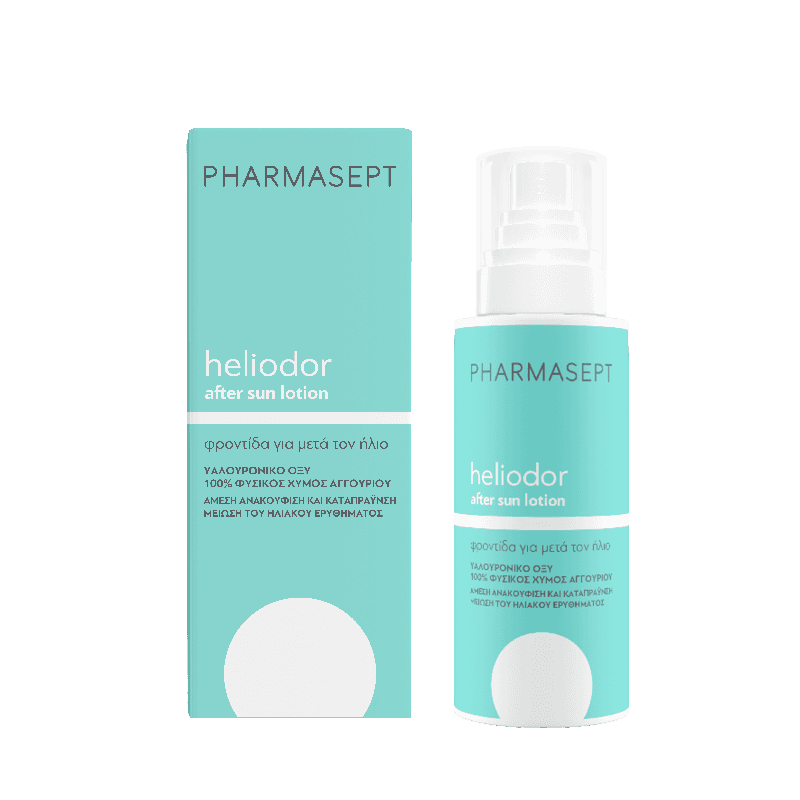 PHARMASEPT
heliodor
after sun lotion
φροντίδα για μετά τον ήλιο
ΥΑΛΟΥΡΟΝΙΚΟ ΟΞΥ
100% ΦΥΣΙΚΟΣ ΧΥΜΟΣ ΑΓΓΟΥΡΙΟΥ
ΑΜΕΣΗ ΑΝΑΚΟΥΦΙΣΗ ΚΑΙ ΚΑΤΑΠΡΑΫΝΣΗ
ΜΕΙΩΣΗ ΤΟΥ ΗΛΙΑΚΟΥ ΕΡΥΘΗΜΑΤΟΣ
PHARMASEPT
heliodor
after sun lotion
φροντίδα για μετά τον ήλιο
ΥΑΛΟΥΡΟΝΙΚΟ ΟΞΥ
100% ΦΥΣΙΚΟΣ ΧΥΜΟΣ ΑΓΓΟΥΡΙΟΥ
ΑΜΕΣΗ ΑΝΑΚΟΥΦΙΣΗ ΚΑΙ ΚΑΤΑΠΡΑΫΝΣΗ
ΜΕΙΩΣΗ ΤΟΥ ΗΛΙΑΚΟΥ ΕΡΥΘΗΜΑΤΟΣ